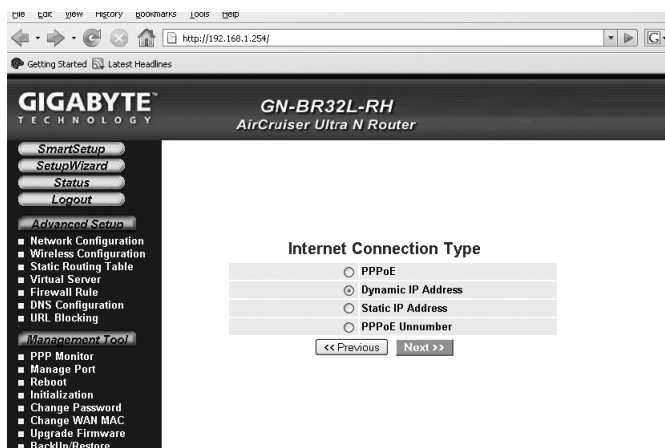 File Edit View History Bookmarks Tools Help
http://192.168.1.254/
G
Getting Started Latest Headlines
GIGABYTE™
TECHNOLOGY
GN-BR32L-RH
AirCruiser Ultra N Router
SmartSetup
SetupWizard
Status
Logout
Advanced Setup
Network Configuration
Wireless Configuration
Static Routing Table
Virtual Server
Firewall Rule
DNS Configuration
URL Blocking
Management Tool
PPP Monitor
Manage Port
Reboot
Initialization
Change Password
Change WAN MAC
Upgrade Firmware
BackUp/Restore
Internet Connection Type
PPPoE
Dynamic IP Address
Static IP Address
PPPoE Unnumber
<< Previous Next >>